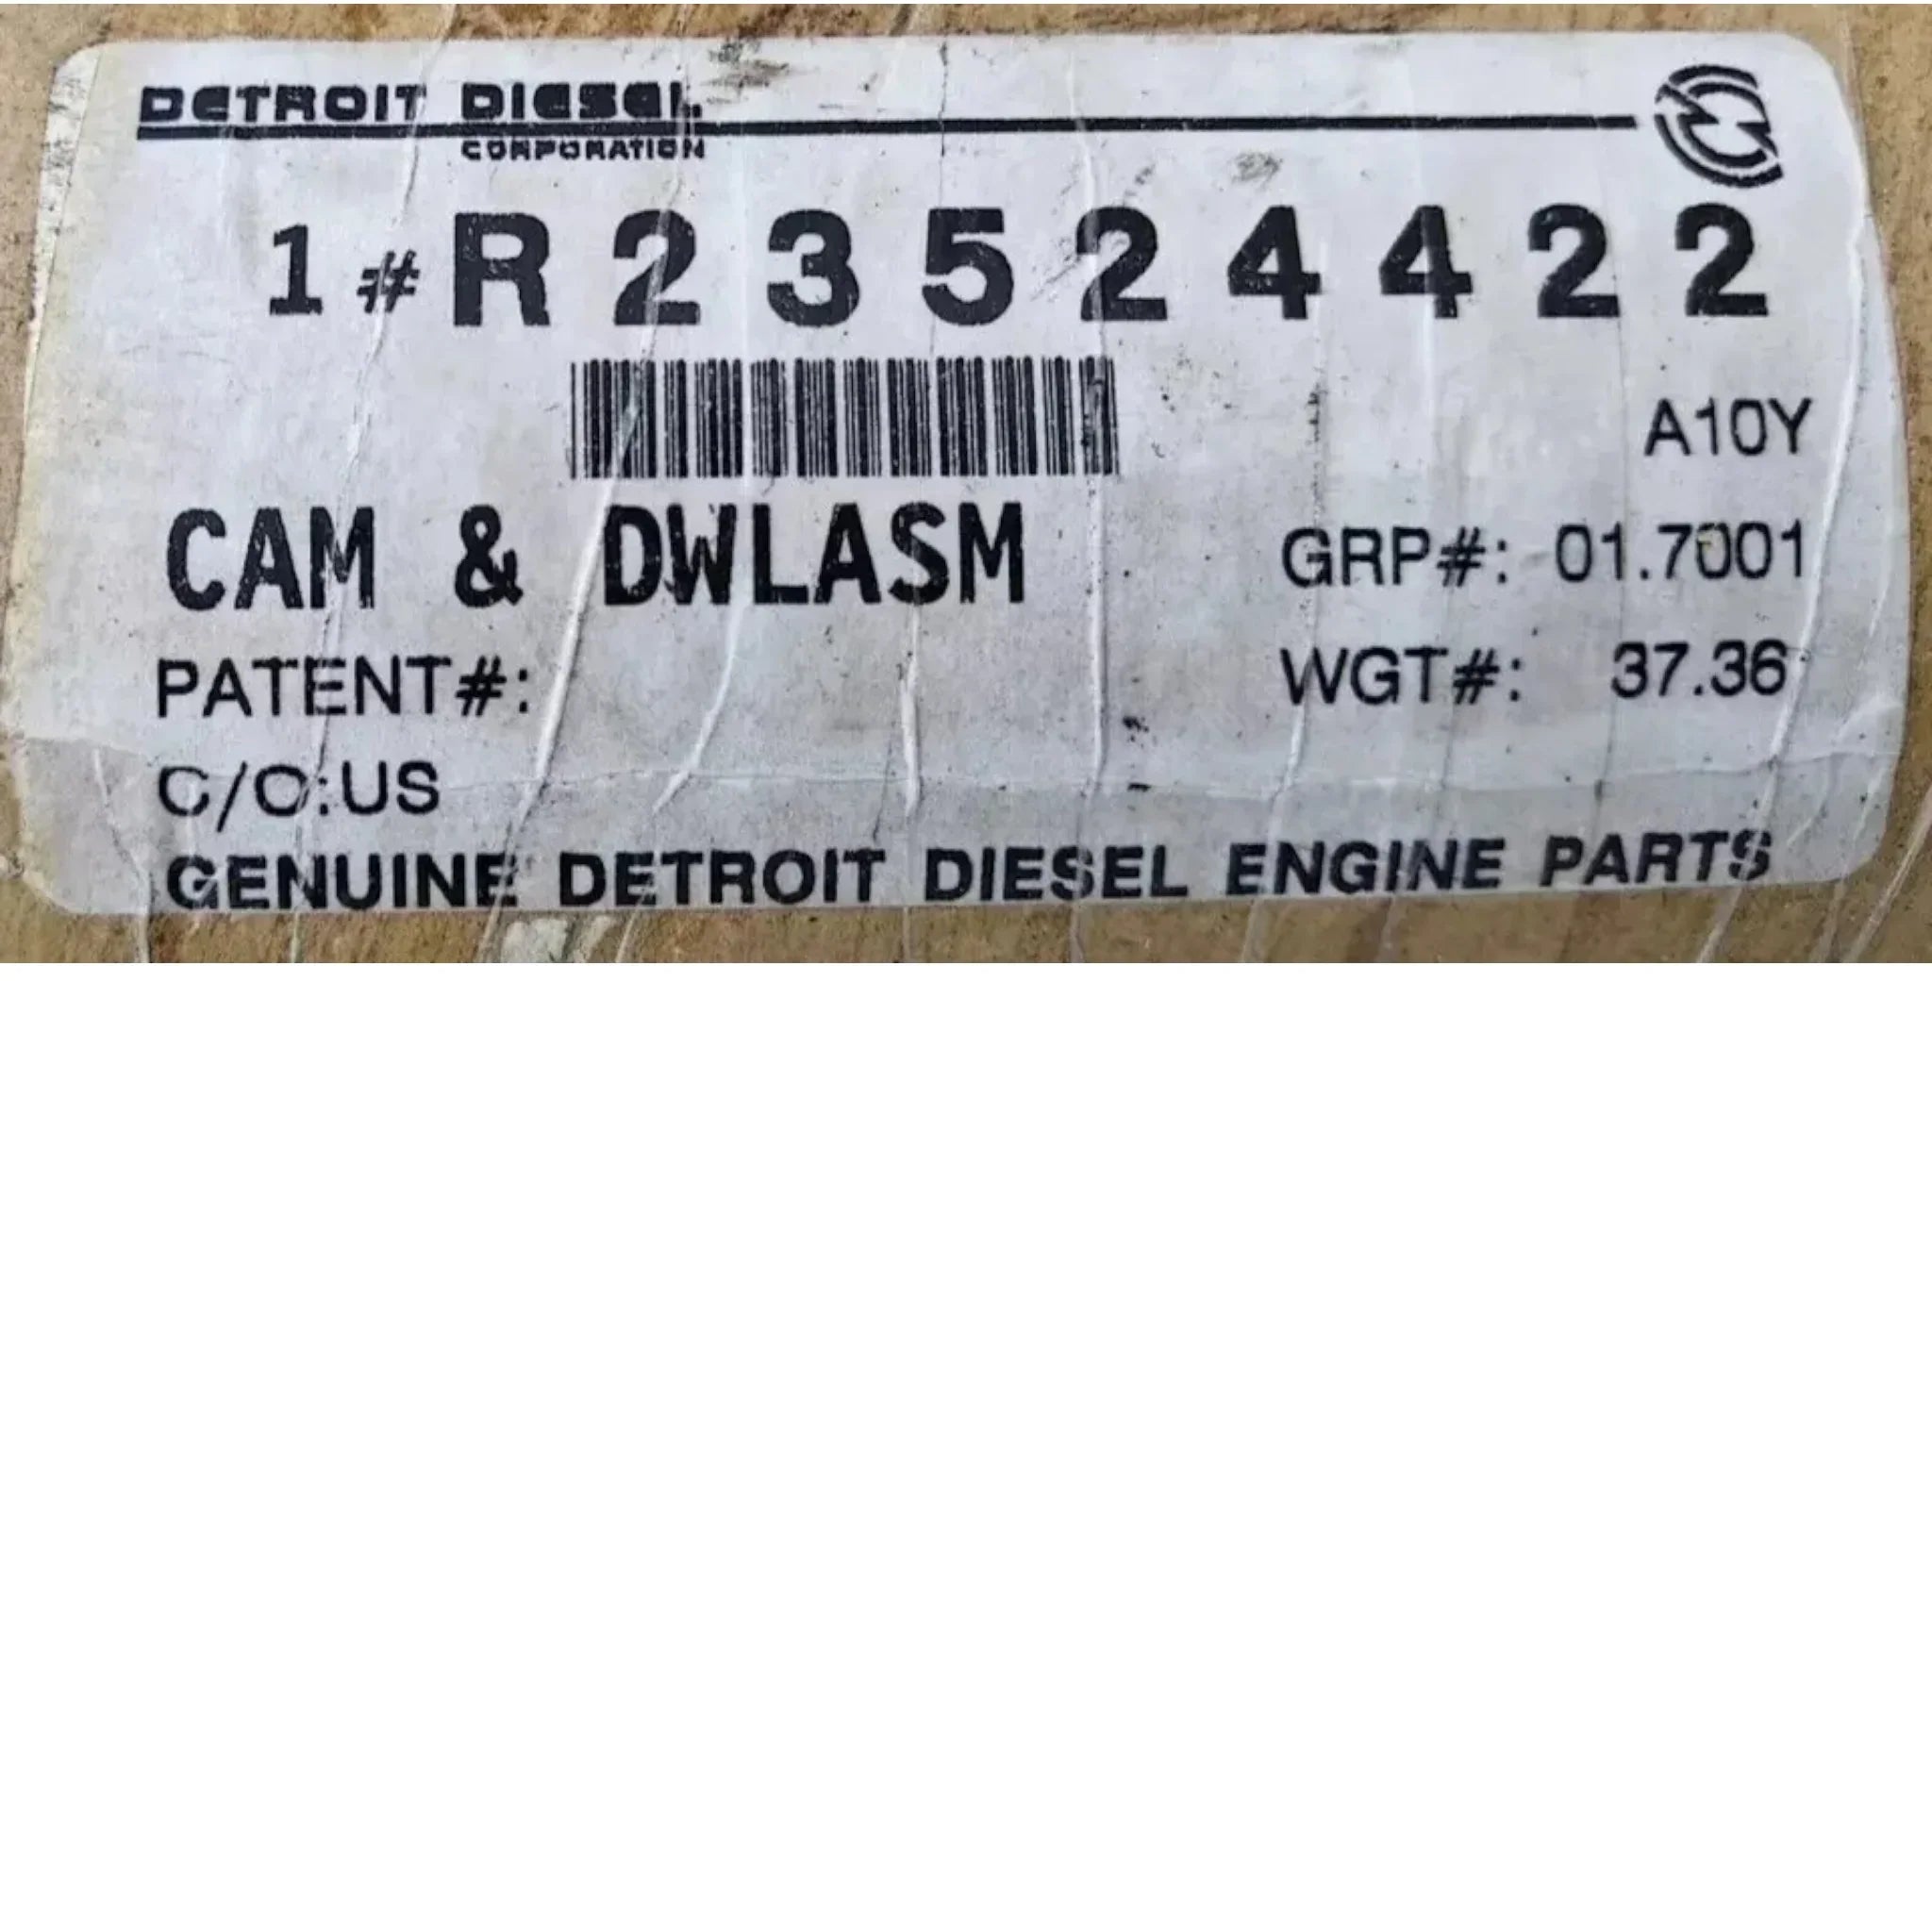 DETROIT DIESEL
CORPORATION
1# R23524422
A10Y
CAM & DWLASM GRP#: 01.7001
PATENT#: WGT#: 37.36
C/O:US
GENUINE DETROIT DIESEL ENGINE PARTS